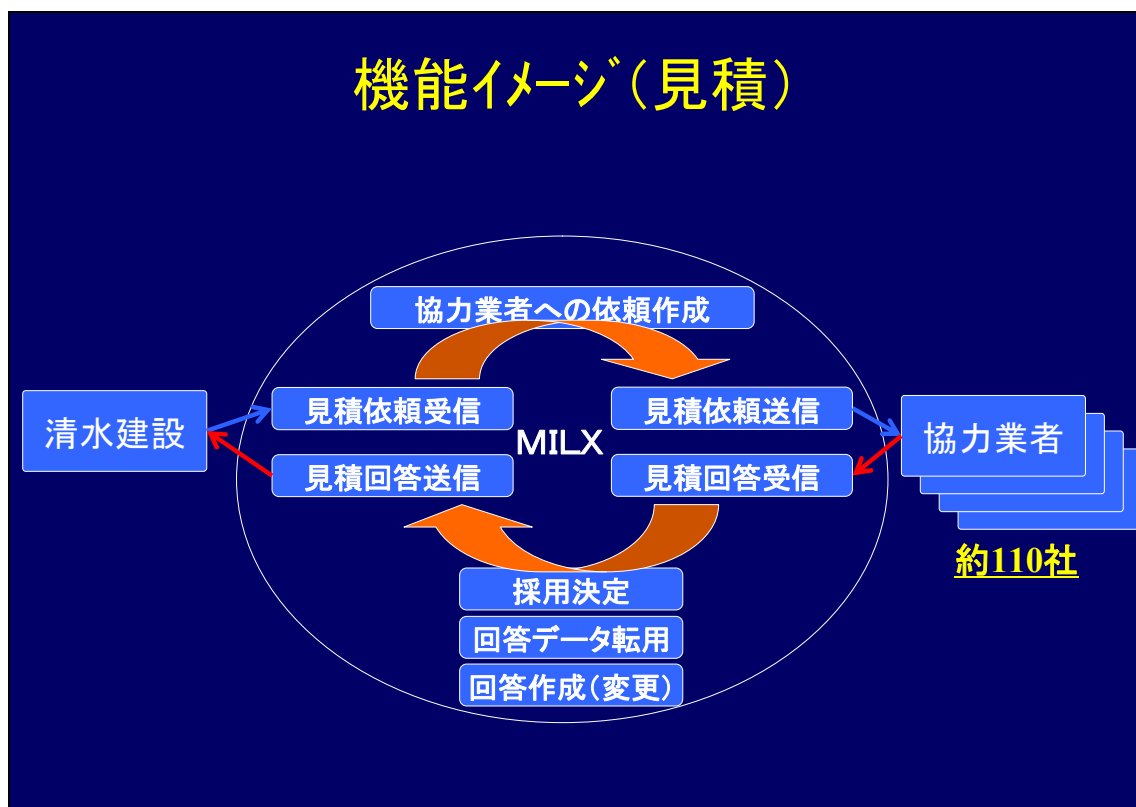 機能ｲﾒｰｼﾞ（見積）
協力業者への依頼作成
清水建設
見積依頼受信
見積依頼送信
協力業者
MILX
見積回答送信
見積回答受信
約110社
採用決定
回答データ転用
回答作成（変更）